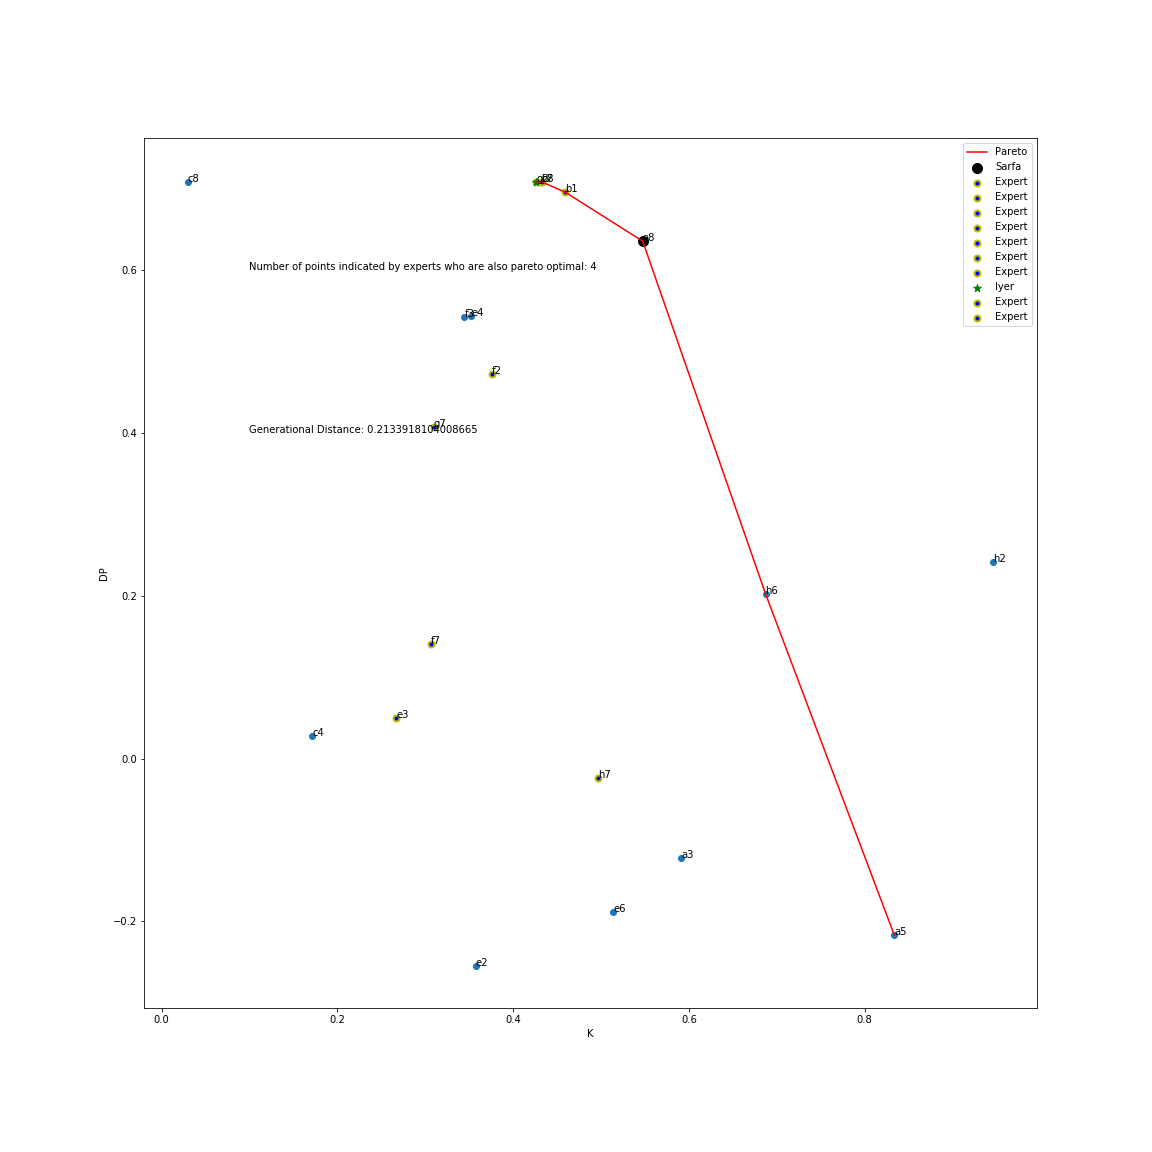 c8
b1
Number of points indicated by experts who are also pareto optimal: 4
e4
f2
g7
Generational Distance: 0.2133918104008665
h2
h6
f7
e3
c4
h7
a3
e6
a5
e2
Pareto
Sarfa
Expert
Expert
Expert
Expert
Expert
Expert
Expert
Iyer
Expert
Expert
0.6
0.4
0.2
0.0
−0.2
DP
0.0
0.2
0.4
0.6
0.8
K